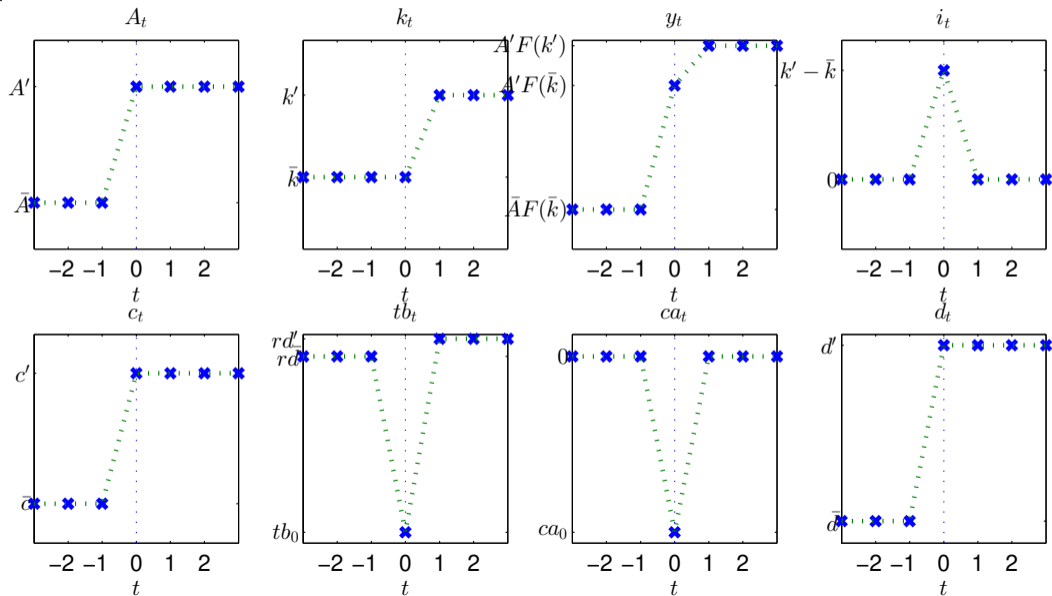 A_t k_t y_t i_t
A' k' A'F(k') k' − k̄
A'F(k̄)
Ā k̄ ĀF(k̄) 0
−2 −1 0 1 2 −2 −1 0 1 2 −2 −1 0 1 2 −2 −1 0 1 2
t t t t
c_t tb_t ca_t d_t
c' rd' 0 d'
rd̄
c̄ tb_0 ca_0 d̄
−2 −1 0 1 2 −2 −1 0 1 2 −2 −1 0 1 2 −2 −1 0 1 2
t t t t